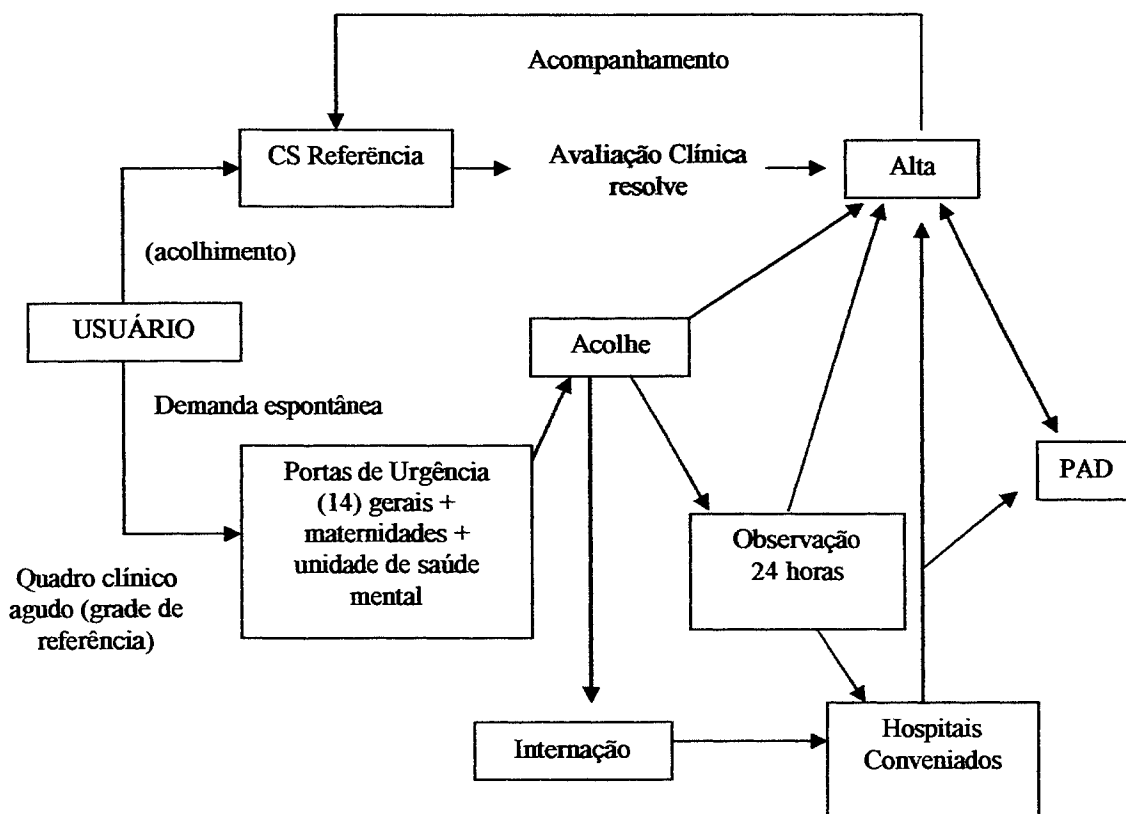 Acompanhamento
CS Referência
Avaliação Clínica
resolve
Alta
(acolhimento)
USUÁRIO
Acolhe
Demanda espontânea
Portas de Urgência
(14) gerais +
maternidades +
unidade de saúde
mental
PAD
Observação
24 horas
Quadro clínico
agudo (grade de
referência)
Internação
Hospitais
Conveniados